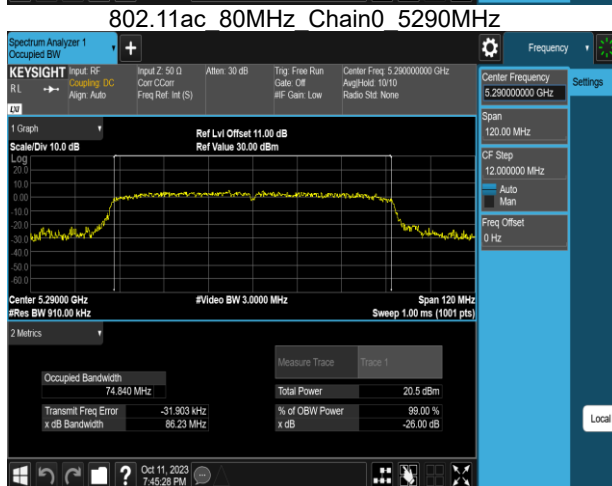 802.11ac_80MHz_Chain0_5290MHz
Spectrum Analyzer 1
Occupied BW
Frequency
KEYSIGHT
RL
LXI
Input: RF
Coupling: DC
Align: Auto
Input Z: 50 Ω
Corr CCorr
Freq Ref: Int (S)
Atten: 30 dB
Trig: Free Run
Gate: Off
#IF Gain: Low
Center Freq: 5.290000000 GHz
Avg|Hold: 10/10
Radio Std: None
Center Frequency
5.290000000 GHz
Settings
Span
120.00 MHz
CF Step
12.000000 MHz
Auto
Man
Freq Offset
0 Hz
Local
1 Graph
Scale/Div 10.0 dB
Ref Lvl Offset 11.00 dB
Ref Value 30.00 dBm
Log
20.0
10.0
0.00
-10.0
-20.0
-30.0
-40.0
-50.0
-60.0
Center 5.29000 GHz
#Res BW 910.00 kHz
#Video BW 3.0000 MHz
Span 120 MHz
Sweep 1.00 ms (1001 pts)
2 Metrics
Measure Trace Trace 1
Occupied Bandwidth
74.840 MHz
Total Power 20.5 dBm
Transmit Freq Error -31.903 kHz
% of OBW Power 99.00 %
x dB Bandwidth 86.23 MHz
x dB -26.00 dB
?
Oct 11, 2023
7:45:28 PM